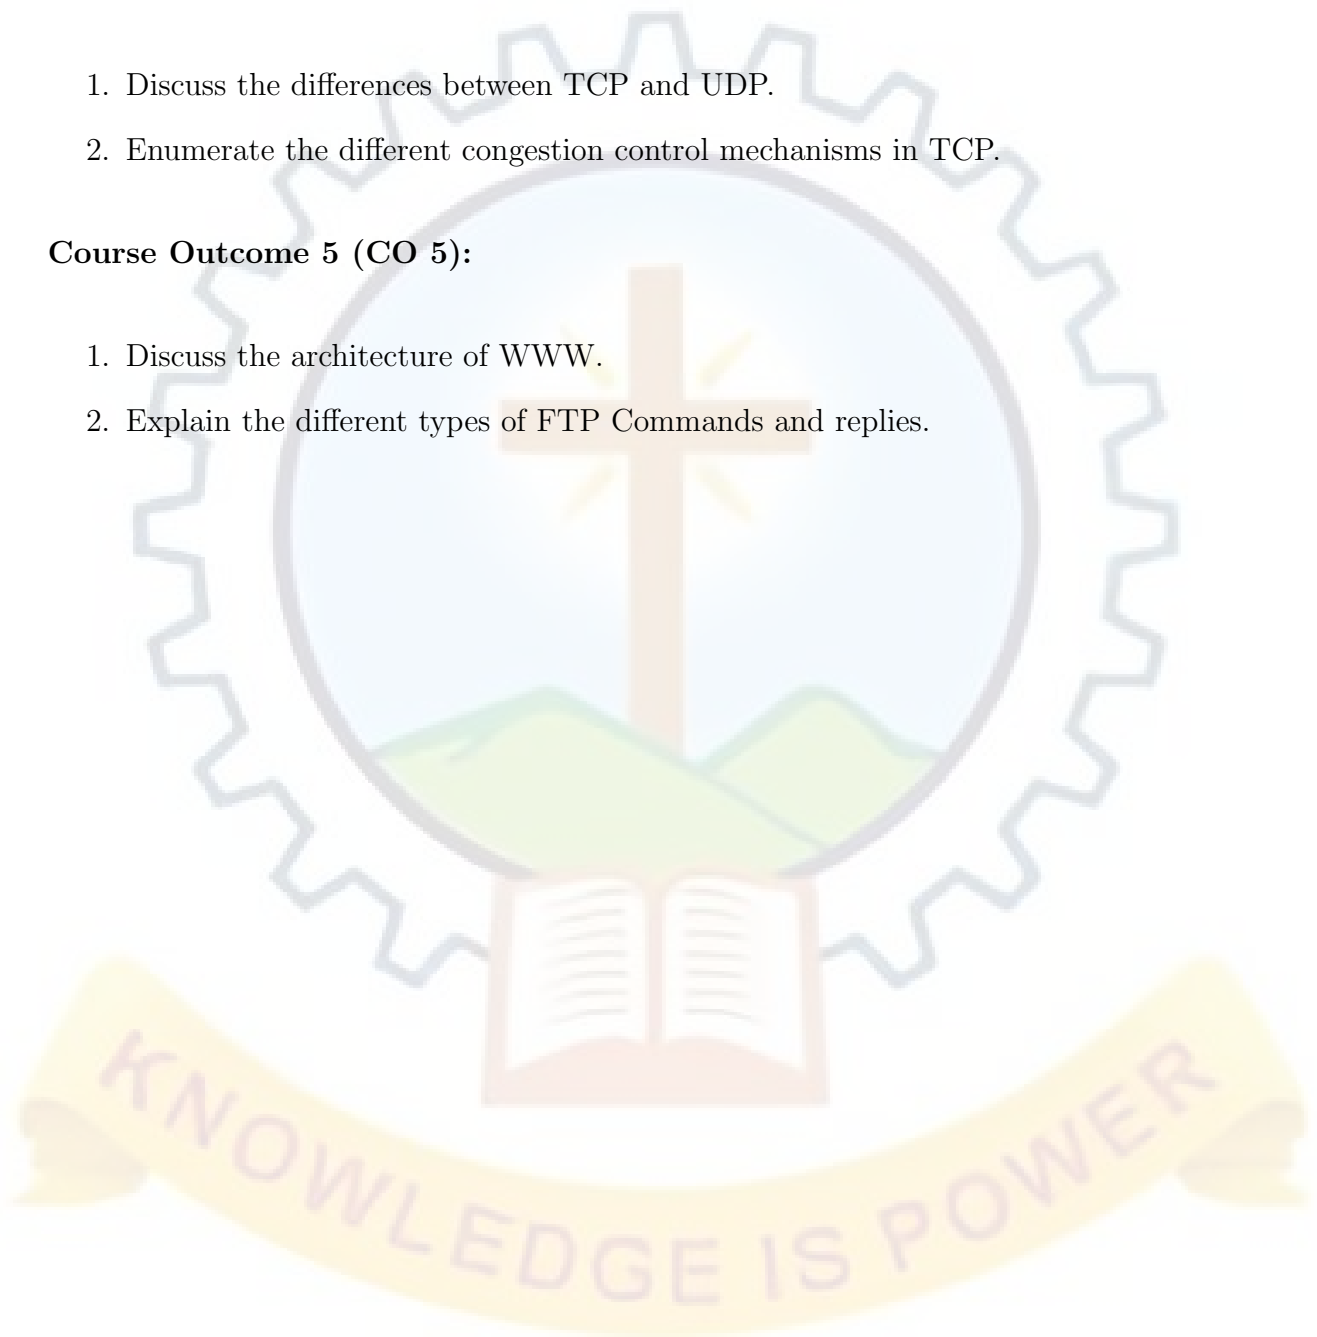 1. Discuss the differences between TCP and UDP.
2. Enumerate the different congestion control mechanisms in TCP.
Course Outcome 5 (CO 5):
1. Discuss the architecture of WWW.
2. Explain the different types of FTP Commands and replies.
KNOWLEDGE IS POWER